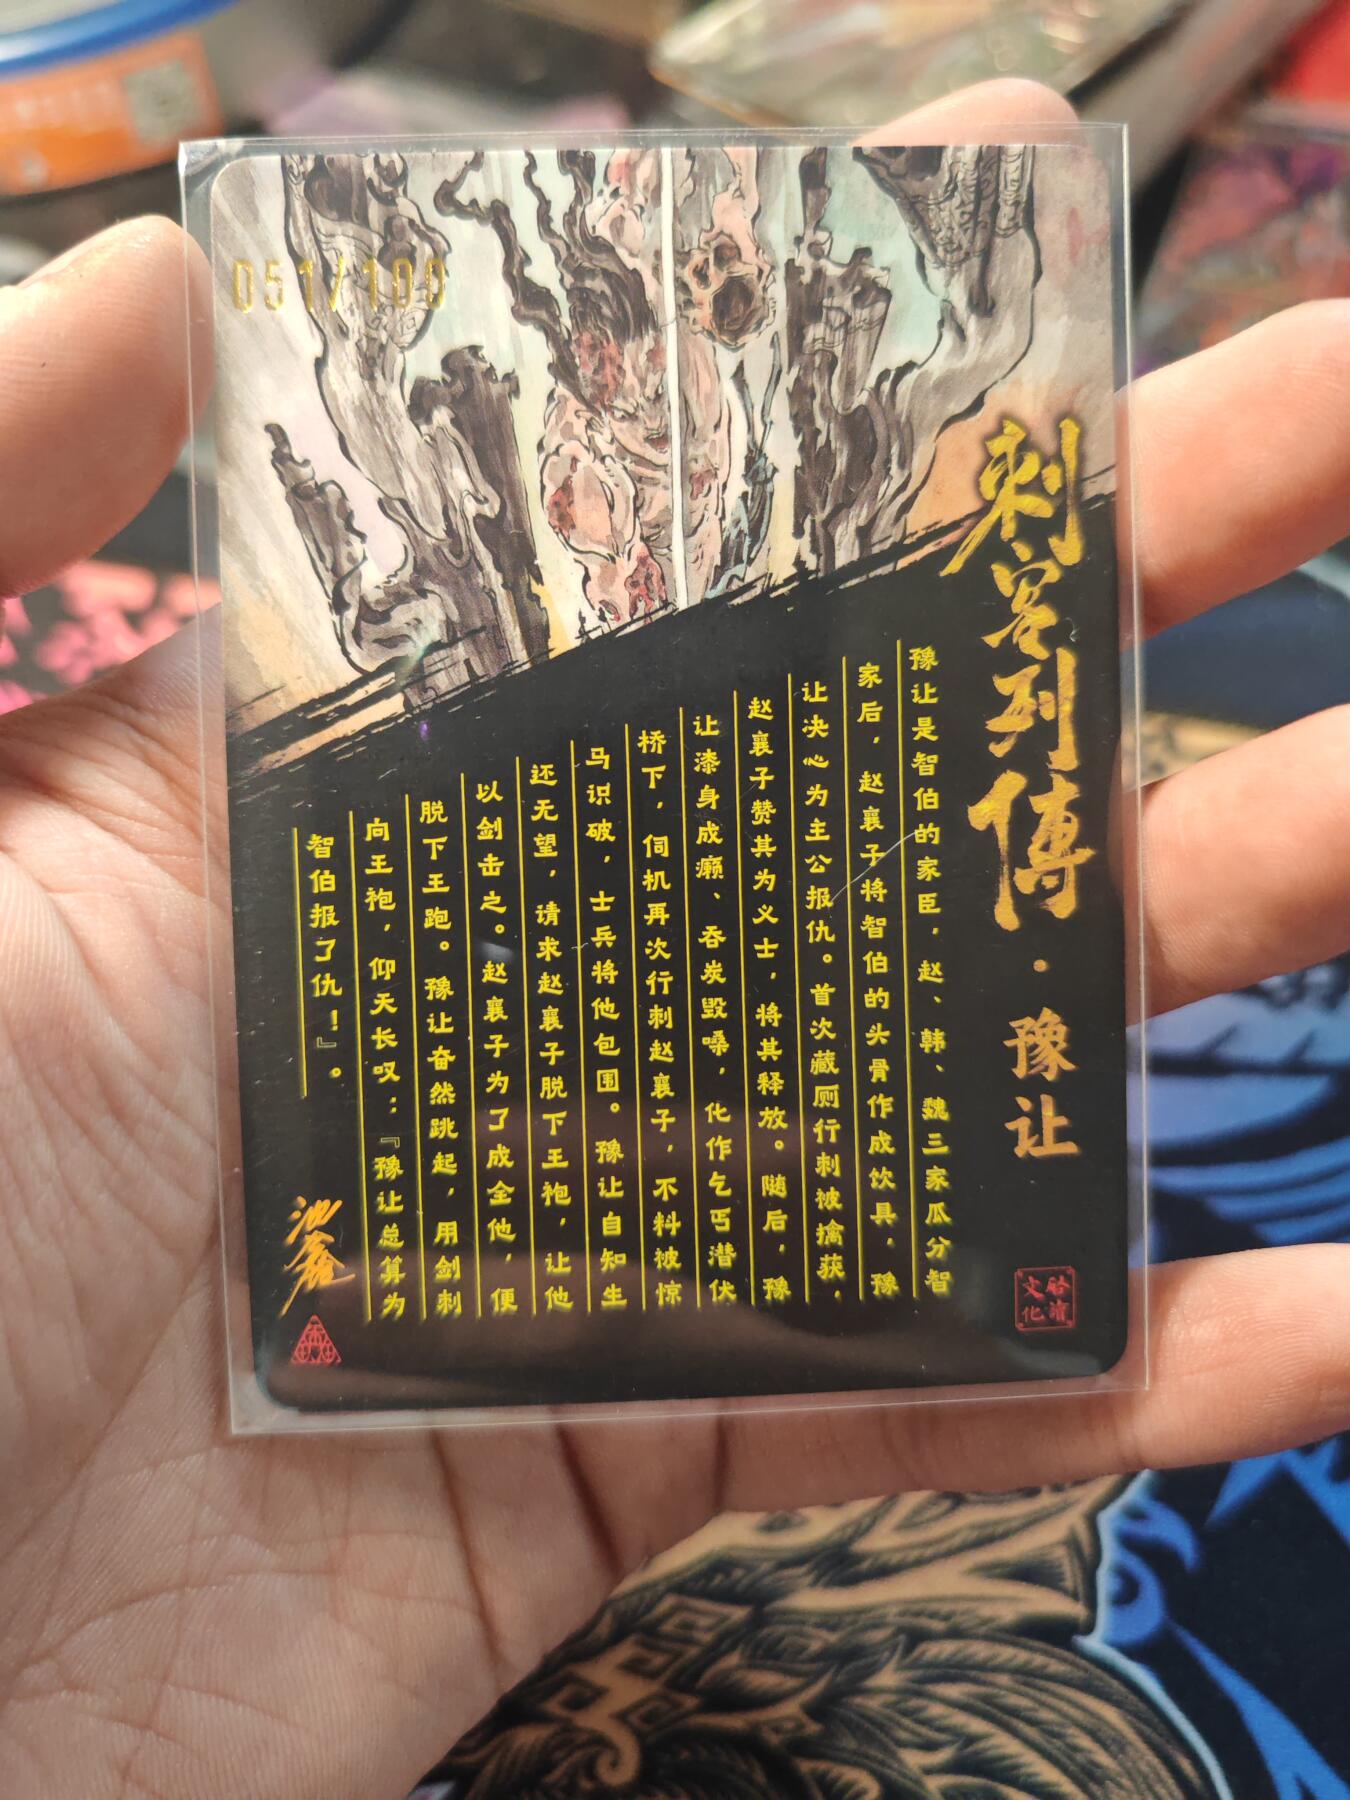 051/100
刺客列傳·豫让
豫让是智伯的家臣，赵、韩、魏三家瓜分智
家后，赵襄子将智伯的头骨作成饮具，豫
让决心为主公报仇。首次藏厕行刺被擒获，
赵襄子赞其为义士，将其释放。随后，豫
让漆身成癞、吞炭毁嗓，化作乞丐潜伏
桥下，伺机再次行刺赵襄子，不料被惊
马识破，士兵将他包围。豫让自知生
还无望，请求赵襄子脱下王袍，让他
以剑击之。赵襄子为了成全他，便
脱下王跑。豫让奋然跳起，用剑刺
向王袍，仰天长叹：『豫让总算为
智伯报了仇！』。
文化